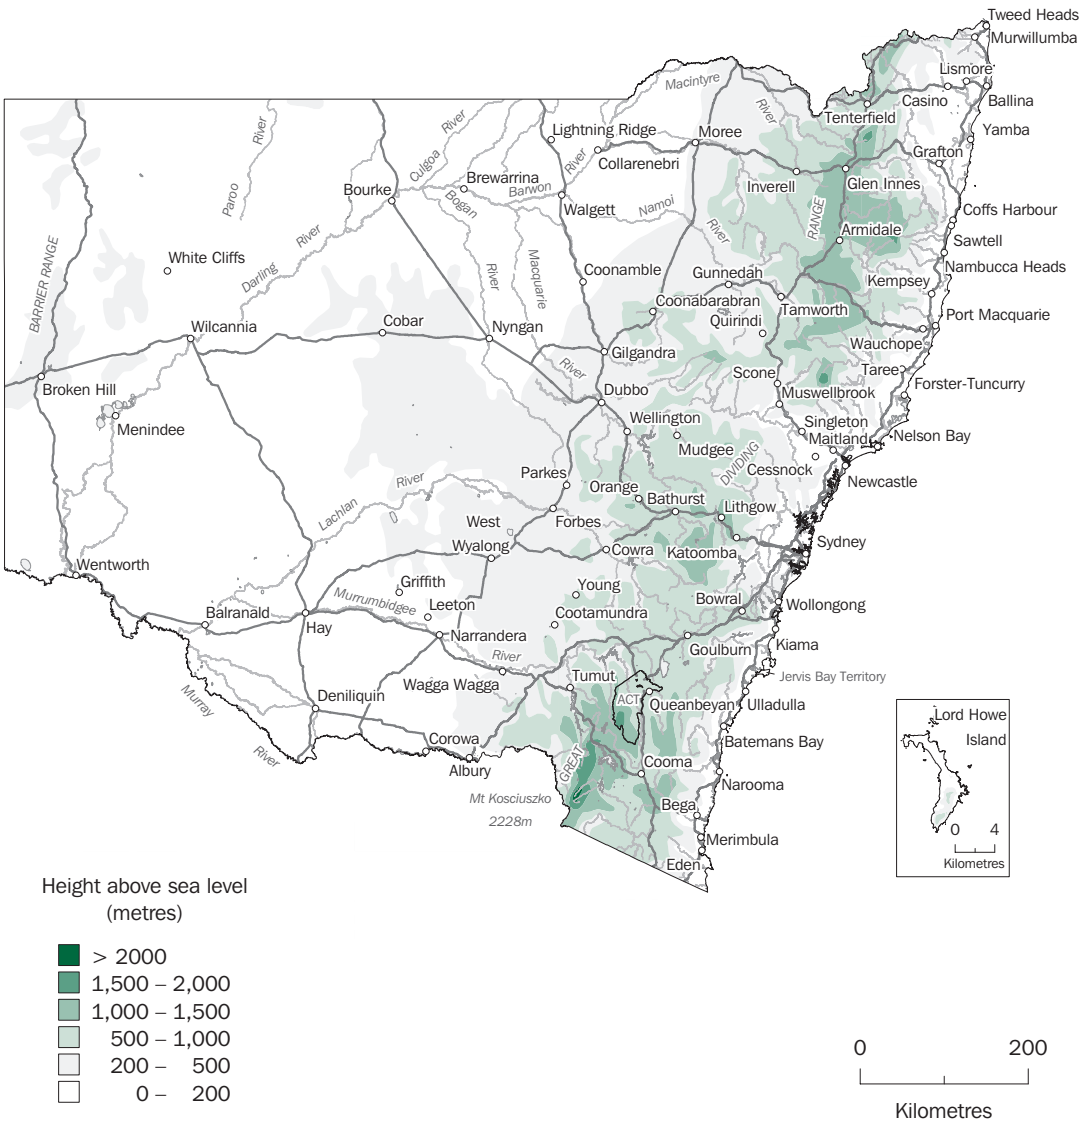 Tweed Heads
Murwillumba
Lismore
Macintyre
River
Casino
Ballina
Tenterfield
Lightning Ridge
Moree
Yamba
River
River
Collarenebri
River
Grafton
Culgoa
Brewarrina
Inverell
Glen Innes
Bourke
Barwon
Paroo
Bogan
Walgett
Namoi
RANGE
Coffs Harbour
River
Armidale
Sawtell
River
White Cliffs
Darling
River
Macquarie
Coonamble
Gunnedah
Nambucca Heads
Kempsey
BARRIER RANGE
Coonabarabran
Tamworth
Quirindi
Port Macquarie
Wilcannia
Cobar
Nyngan
Wauchope
Gilgandra
River
Scone
Taree
Broken Hill
Dubbo
Muswellbrook
Forster-Tuncurry
Menindee
Wellington
Singleton
Maitland
Nelson Bay
Mudgee
DIVIDING
Cessnock
Parkes
River
Orange
Bathurst
Newcastle
Lachlan
Lithgow
West
Wyalong
Forbes
Cowra
Katoomba
Sydney
Wentworth
Griffith
Young
Murrumbidgee
Leeton
Bowral
Wollongong
Balranald
Cootamundra
Hay
Narrandera
Goulburn
Kiama
River
Wagga Wagga
Tumut
Jervis Bay Territory
Murray
Deniliquin
ACT
Queanbeyan
Ulladulla
River
Corowa
Batemans Bay
Albury
GREAT
Cooma
Narooma
Mt Kosciuszko
2228m
Bega
Merimbula
Eden
Lord Howe
Island
0 4
Kilometres
Height above sea level
(metres)
> 2000
1,500 – 2,000
1,000 – 1,500
500 – 1,000
200 – 500
0 – 200
0 200
Kilometres